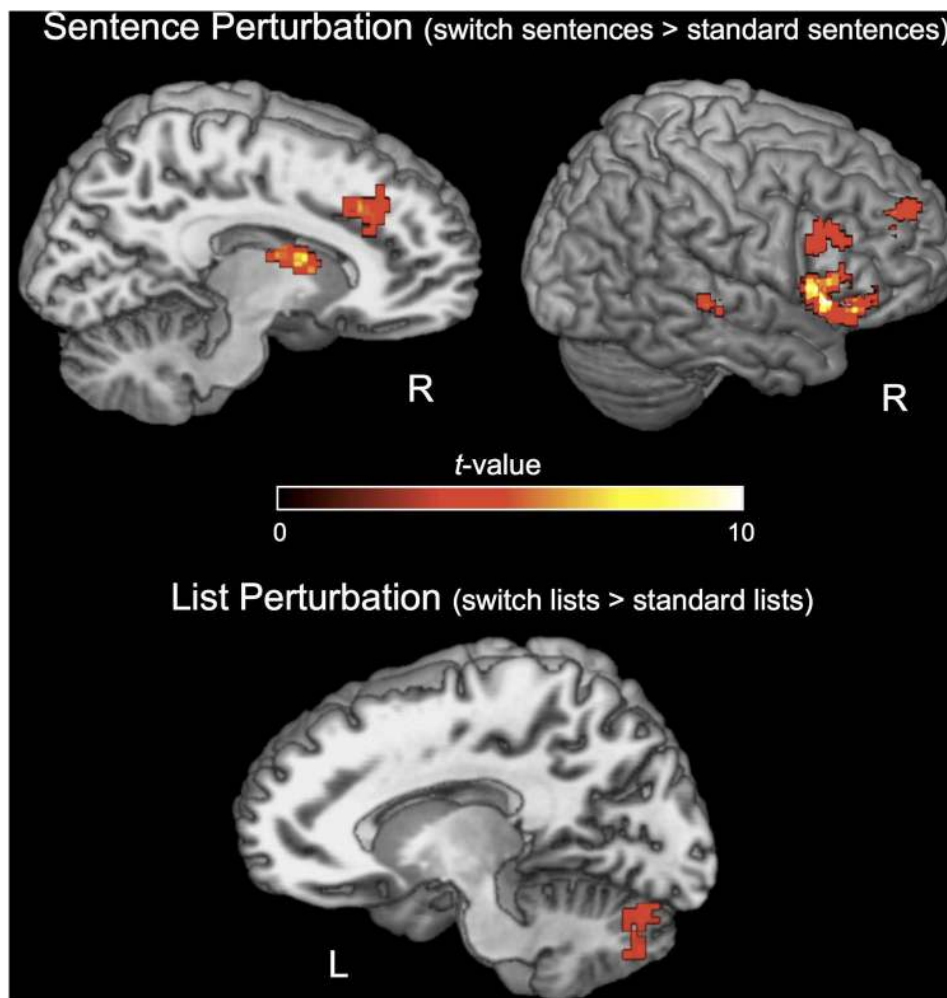 Sentence Perturbation (switch sentences > standard sentences)
R
R
t-value
0 10
List Perturbation (switch lists > standard lists)
L